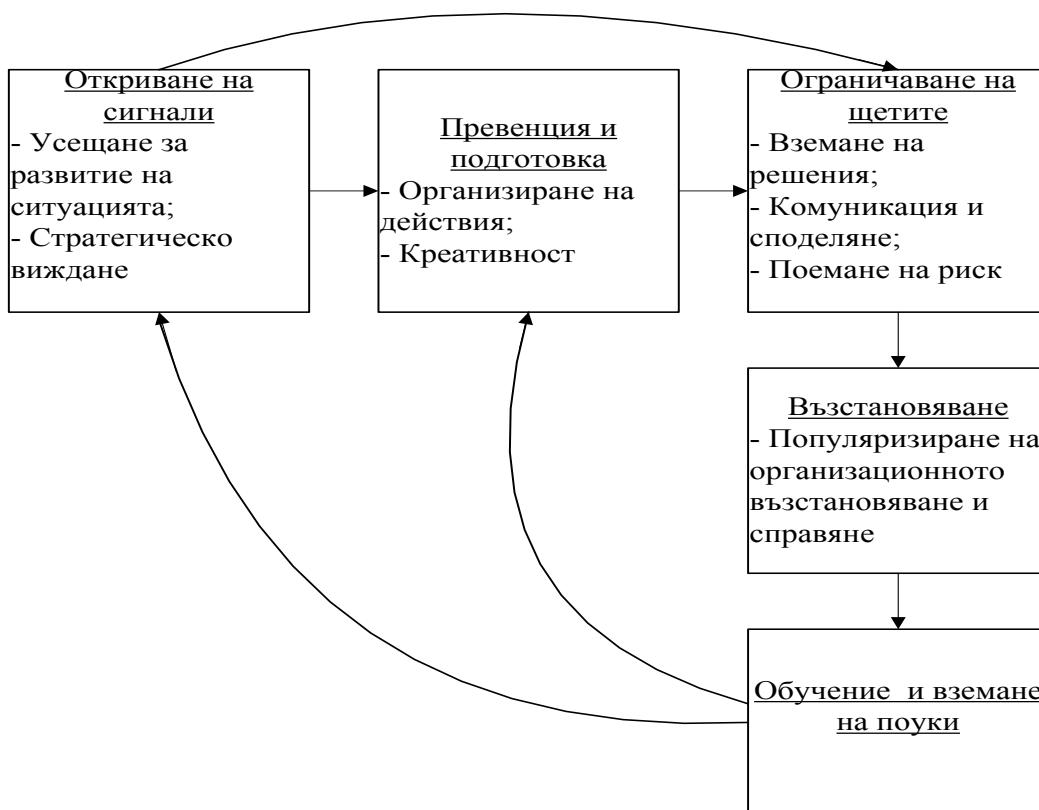 Откриване на
сигнали
- Усещане за
развитие на
ситуацията;
- Стратегическо
виждане
Превенция и
подготовка
- Организиране на
действия;
- Креативност
Ограничаване на
щетите
- Вземане на
решения;
- Комуникация и
споделяне;
- Поемане на риск
Възстановяване
- Популяризиране на
организационното
възстановяване и
справяне
Обучение  и вземане
на поуки